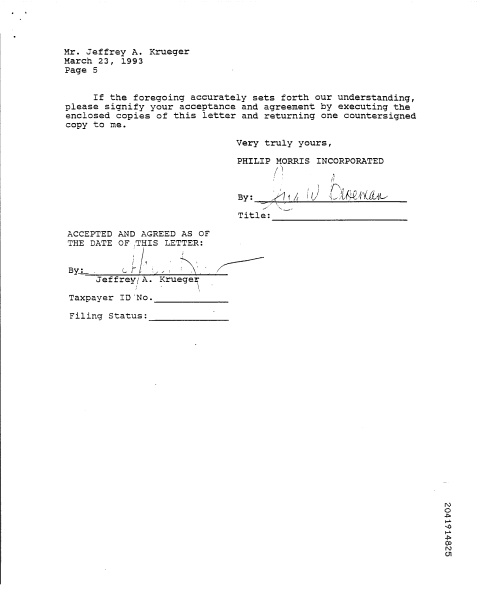 Mr. Jeffrey A. Krueger
March 23, 1993
Page 5
If the foregoing accurately sets forth our understanding,
please signify your acceptance and agreement by executing the
enclosed copies of this letter and returning one countersigned
copy to me.
Very truly yours,
PHILIP MORRIS INCORPORATED
By:
Title:
ACCEPTED AND AGREED AS OF
THE DATE OF THIS LETTER:
By:
Jeffrey A. Krueger
Taxpayer ID No.
Filing Status:
2041914825